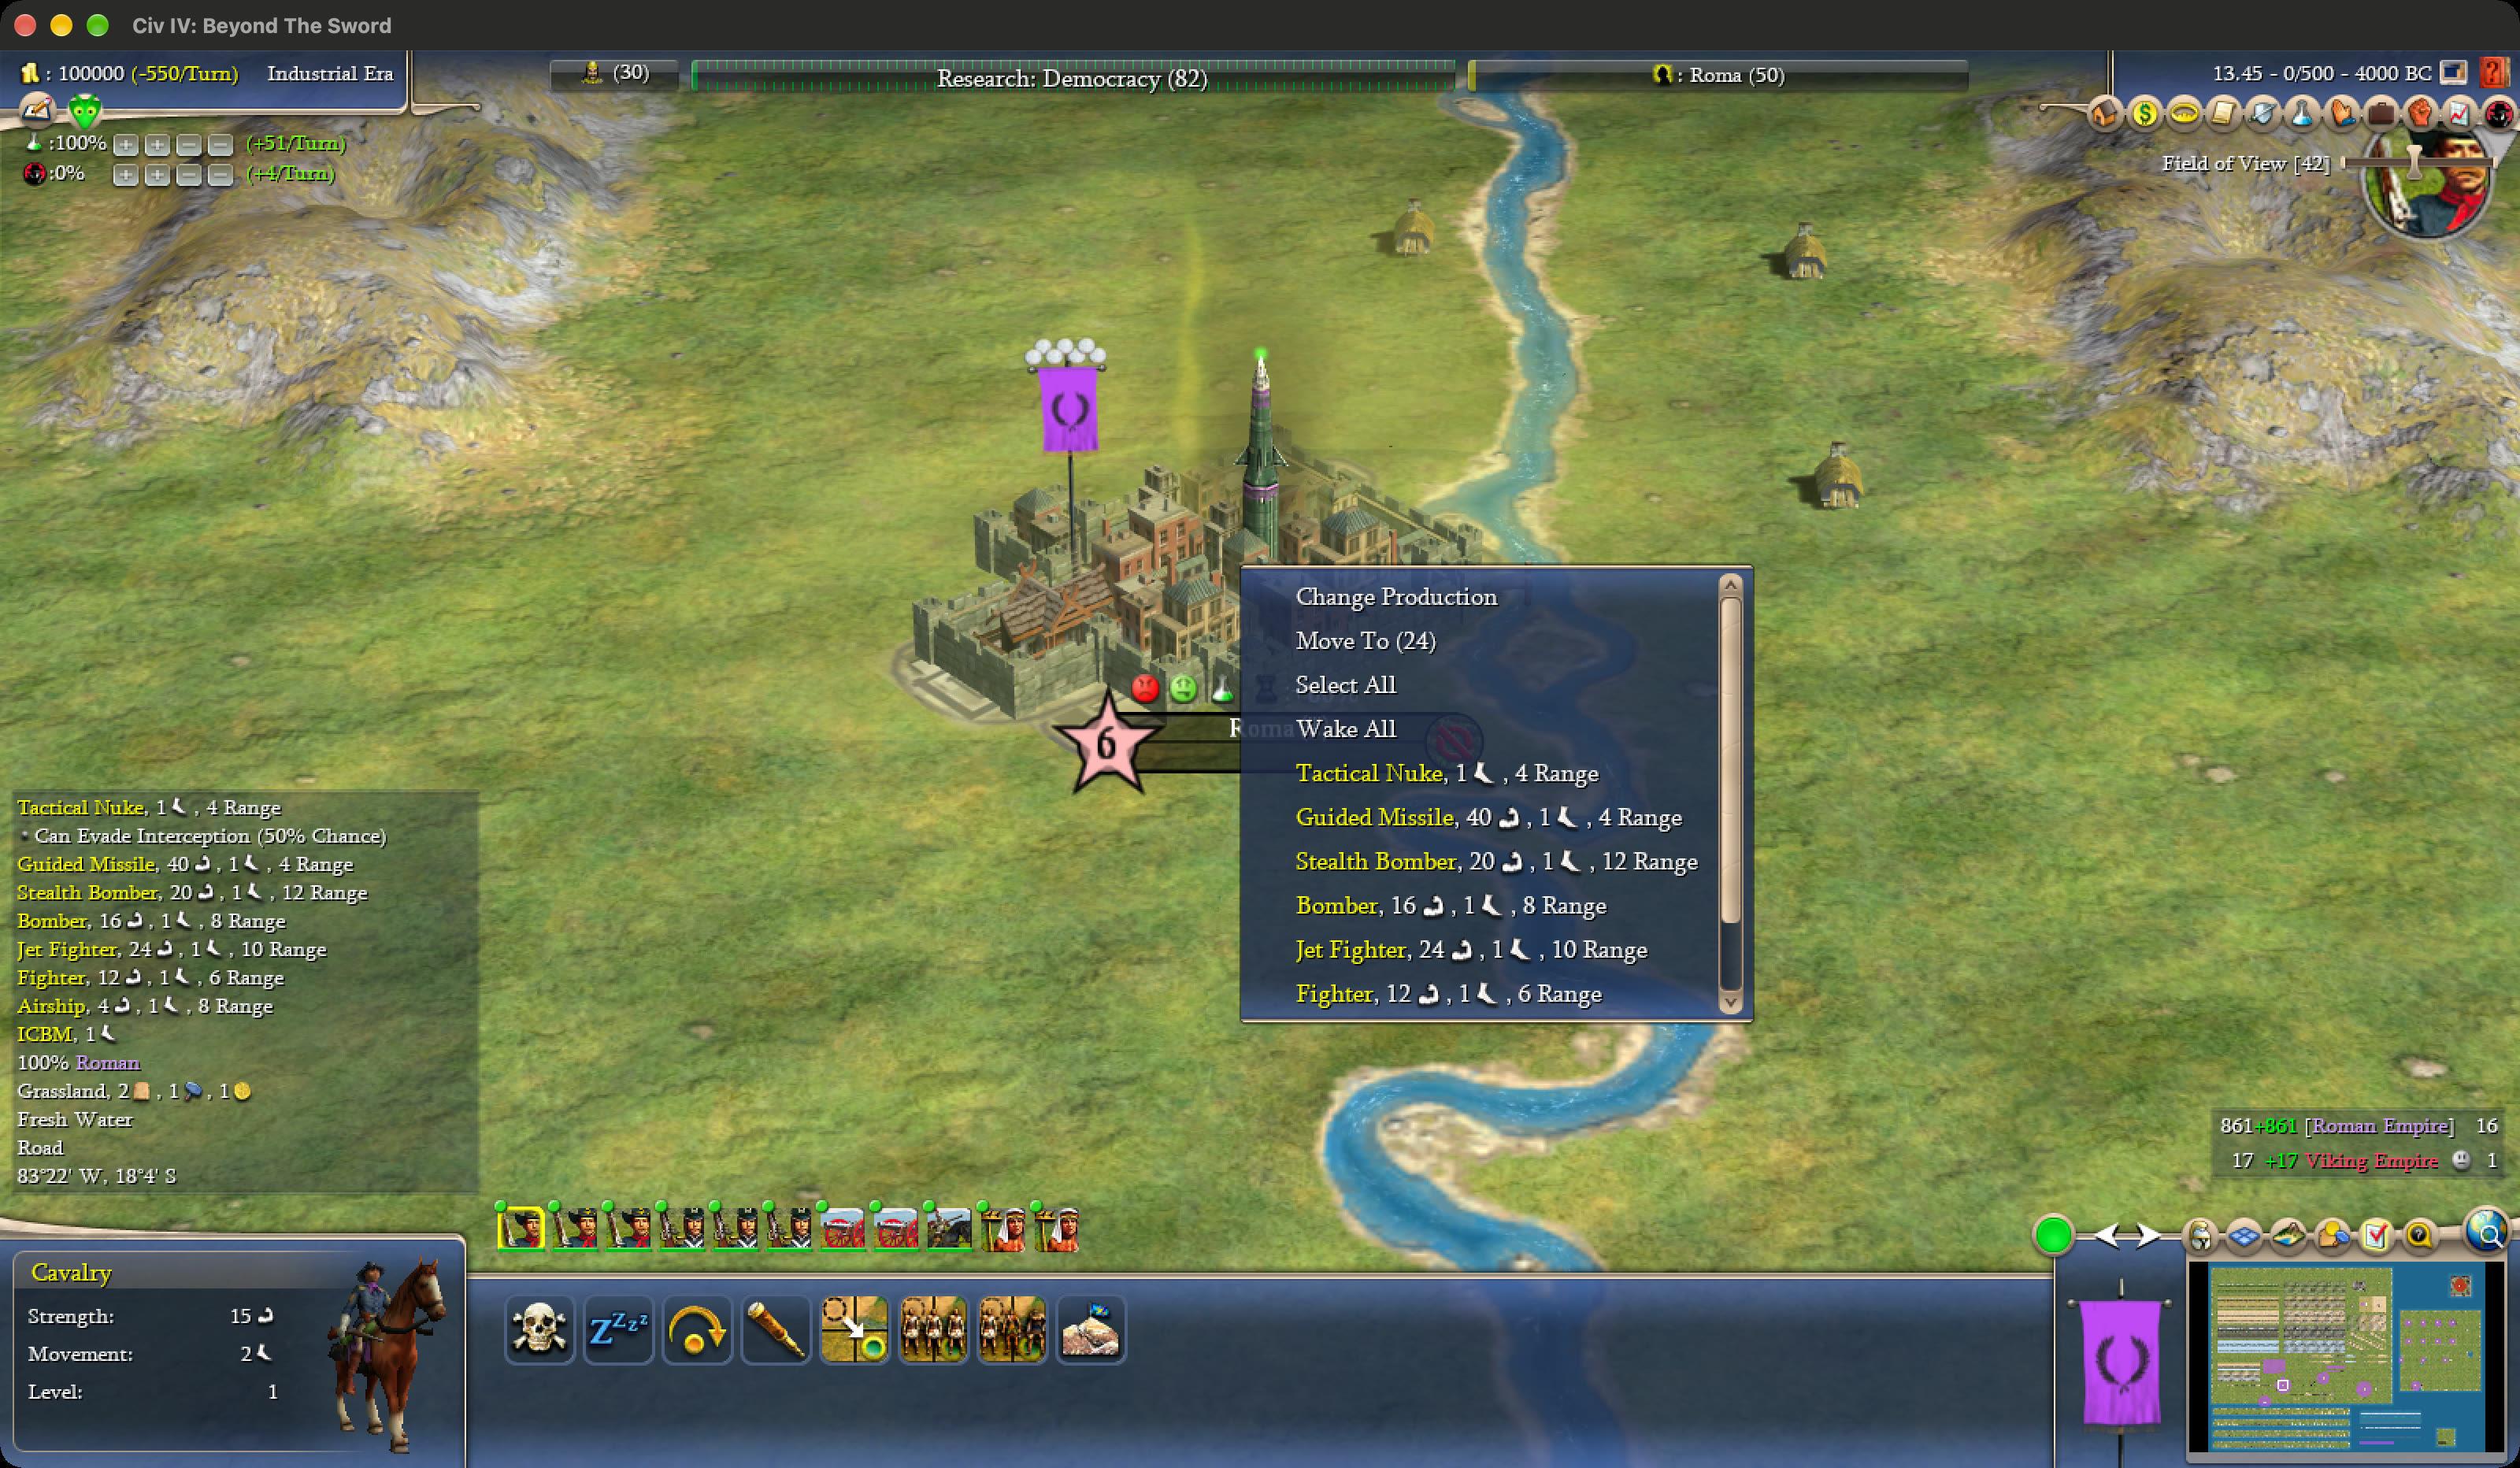 Civ IV: Beyond The Sword
: 100000 (-550/Turn) Industrial Era
(30)
Research: Democracy (82)
: Roma (50)
13.45 - 0/500 - 4000 BC
:100% (+51/Turn)
:0% (+4/Turn)
Field of View [42]
Change Production
Move To (24)
Select All
Wake All
Tactical Nuke, 1 , 4 Range
Guided Missile, 40 , 1 , 4 Range
Stealth Bomber, 20 , 1 , 12 Range
Bomber, 16 , 1 , 8 Range
Jet Fighter, 24 , 1 , 10 Range
Fighter, 12 , 1 , 6 Range
6
Roma
Tactical Nuke, 1 , 4 Range
* Can Evade Interception (50% Chance)
Guided Missile, 40 , 1 , 4 Range
Stealth Bomber, 20 , 1 , 12 Range
Bomber, 16 , 1 , 8 Range
Jet Fighter, 24 , 1 , 10 Range
Fighter, 12 , 1 , 6 Range
Airship, 4 , 1 , 8 Range
ICBM, 1
100% Roman
Grassland, 2 , 1 , 1
Fresh Water
Road
83°22' W, 18°4' S
861+861 [Roman Empire] 16
17 +17 Viking Empire 1
Cavalry
Strength: 15
Movement: 2
Level: 1